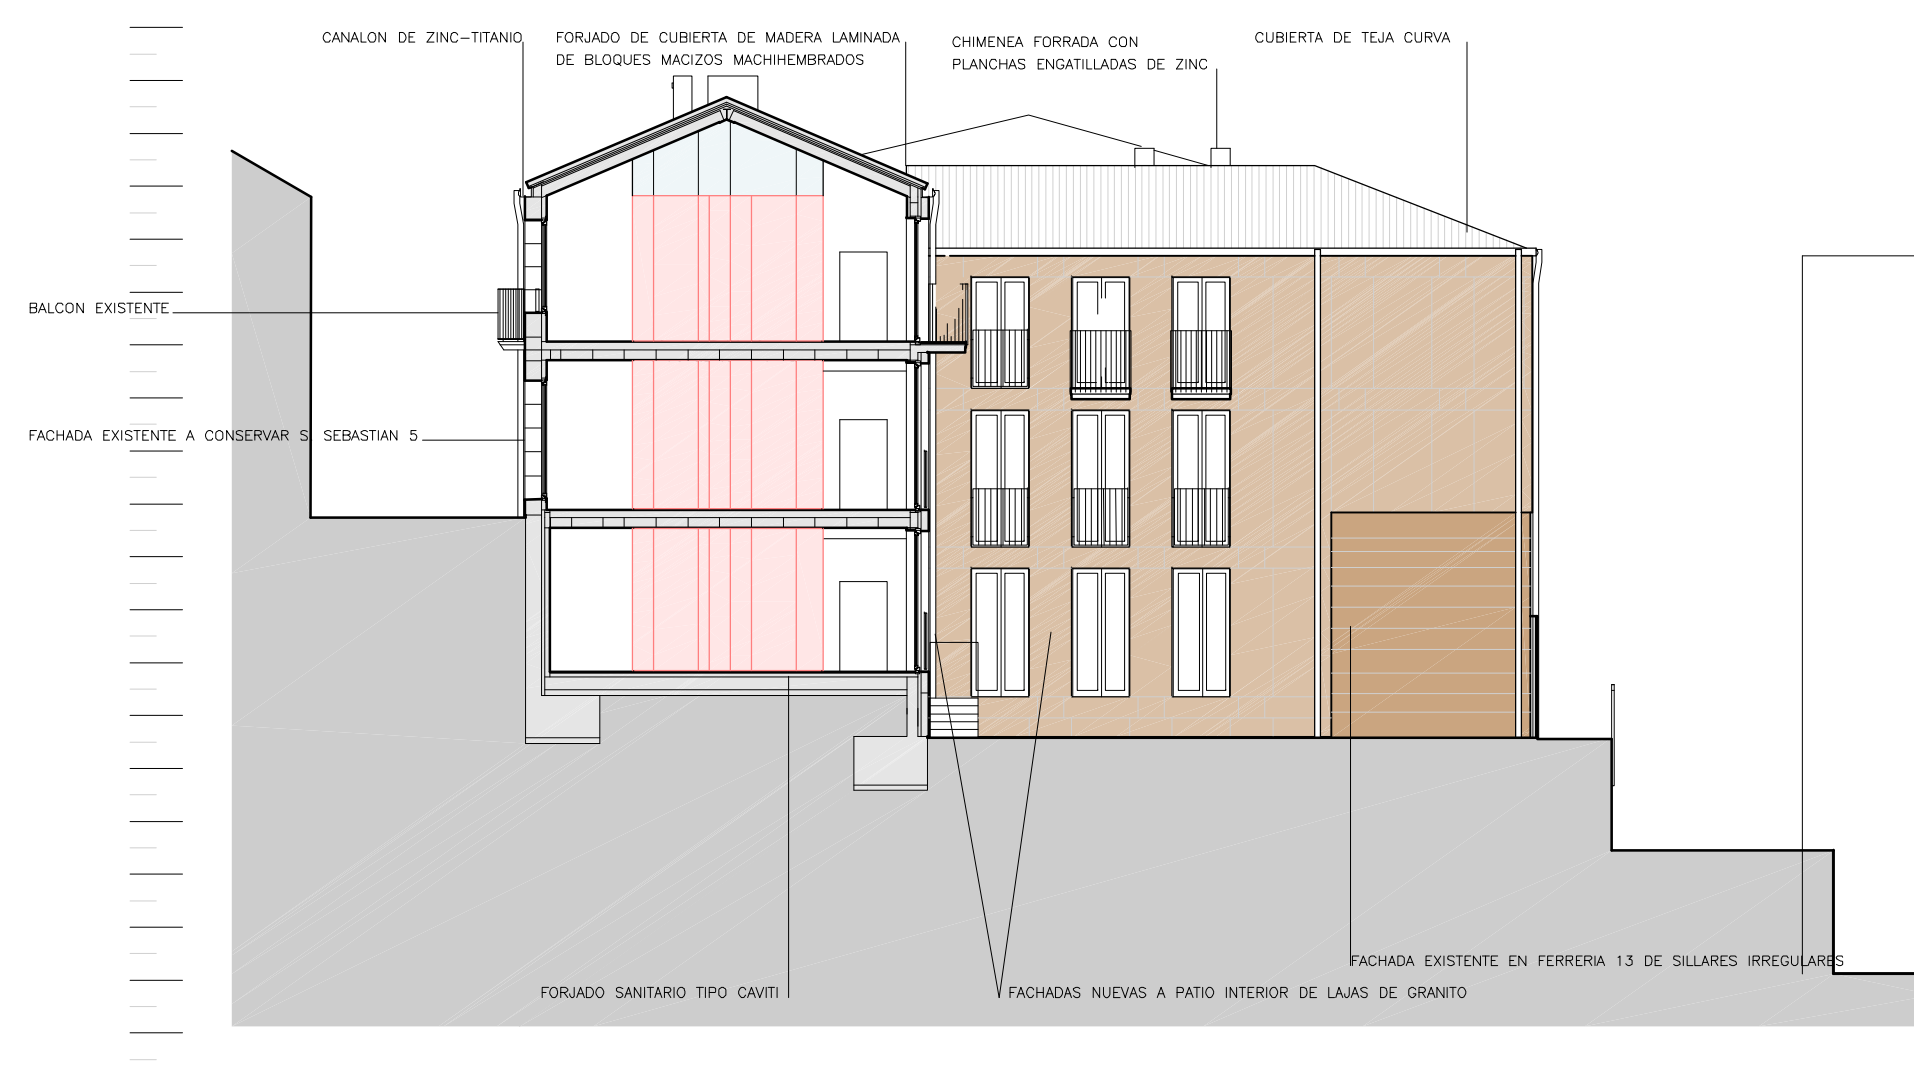 CANALON DE ZINC-TITANIO
FORJADO DE CUBIERTA DE MADERA LAMINADA
DE BLOQUES MACIZOS MACHIHEMBRADOS
CHIMENEA FORRADA CON
PLANCHAS ENGATILLADAS DE ZINC
CUBIERTA DE TEJA CURVA
BALCON EXISTENTE
FACHADA EXISTENTE A CONSERVAR S. SEBASTIAN 5
FACHADA EXISTENTE EN FERRERIA 13 DE SILLARES IRREGULARES
FORJADO SANITARIO TIPO CAVITI
FACHADAS NUEVAS A PATIO INTERIOR DE LAJAS DE GRANITO